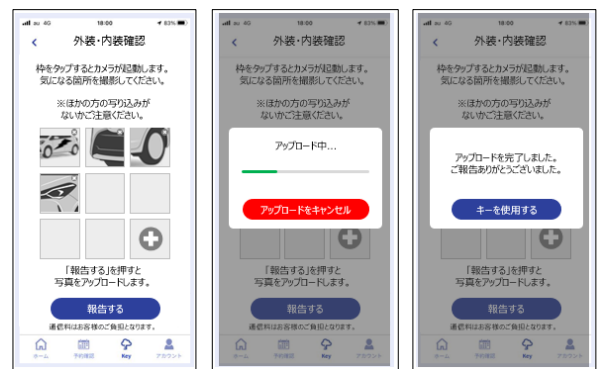 au 4G 18:00 83%
外装・内装確認
枠をタップするとカメラが起動します。
気になる箇所を撮影してください。
※ほかの方の写り込みが
ないかご注意ください。
「報告する」を押すと
写真をアップロードします。
報告する
通信料はお客様のご負担となります。
ホーム 予約確認 Key アカウント
au 4G 18:00 83%
外装・内装確認
枠をタップするとカメラが起動します。
気になる箇所を撮影してください。
※ほかの方の写り込みが
ないかご注意ください。
アップロード中...
アップロードをキャンセル
「報告する」を押すと
写真をアップロードします。
報告する
通信料はお客様のご負担となります。
ホーム 予約確認 Key アカウント
au 4G 18:00 83%
外装・内装確認
枠をタップするとカメラが起動します。
気になる箇所を撮影してください。
※ほかの方の写り込みが
ないかご注意ください。
アップロードを完了しました。
ご報告ありがとうございました。
キーを使用する
「報告する」を押すと
写真をアップロードします。
報告する
通信料はお客様のご負担となります。
ホーム 予約確認 Key アカウント